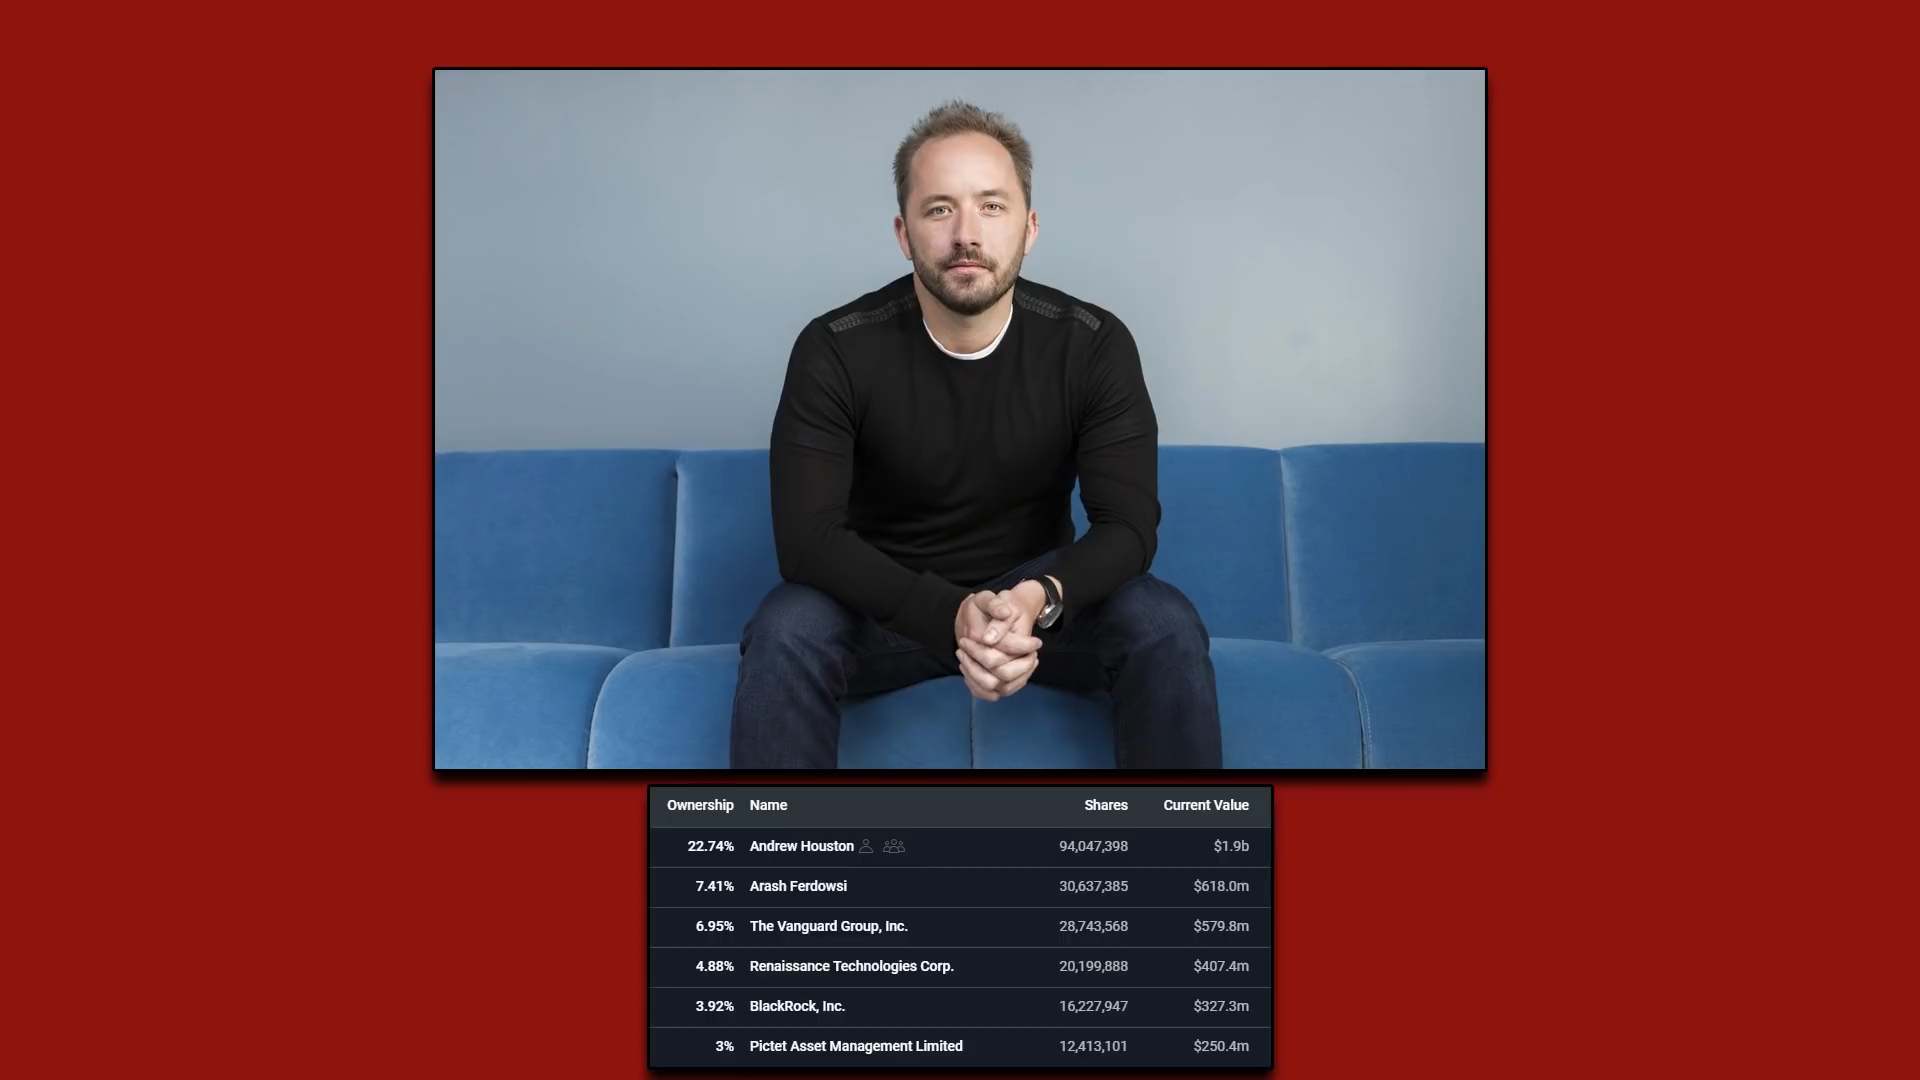 Ownership Name Shares Current Value
22.74% Andrew Houston 94,047,398 $1.9b
7.41% Arash Ferdowsi 30,637,385 $618.0m
6.95% The Vanguard Group, Inc. 28,743,568 $579.8m
4.88% Renaissance Technologies Corp. 20,199,888 $407.4m
3.92% BlackRock, Inc. 16,227,947 $327.3m
3% Pictet Asset Management Limited 12,413,101 $250.4m